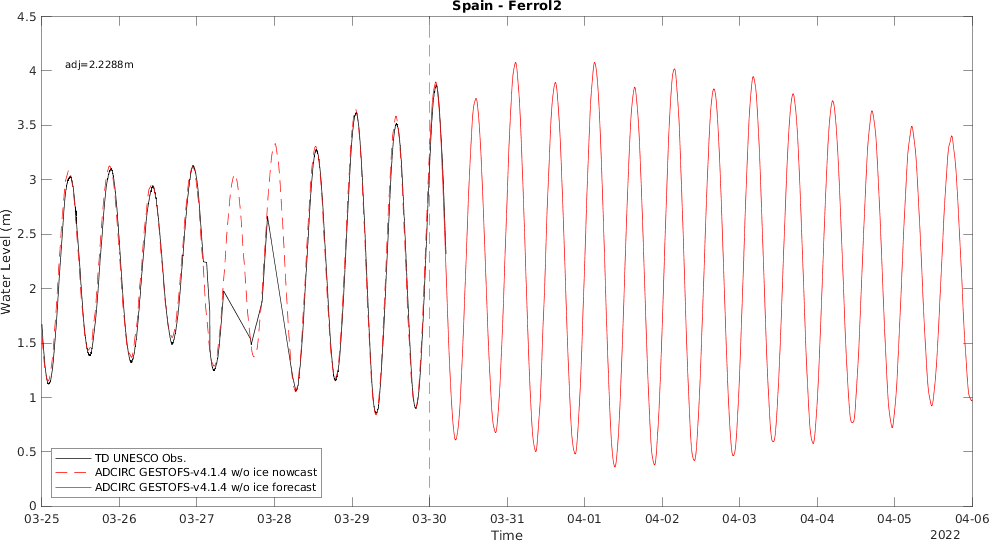 Spain - Ferrol2
adj=2.2288m
Water Level (m)
4.5
4
3.5
3
2.5
2
1.5
1
0.5
0
TD UNESCO Obs.
ADCIRC GESTOFS-v4.1.4 w/o ice nowcast
ADCIRC GESTOFS-v4.1.4 w/o ice forecast
03-25 03-26 03-27 03-28 03-29 03-30 03-31 04-01 04-02 04-03 04-04 04-05 04-06
Time
2022